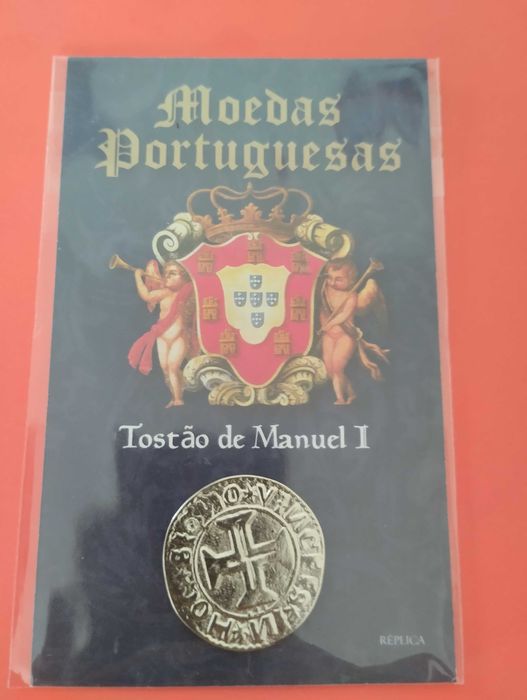 Moedas
Portuguesas
Tostão de Manuel I
RÉPLICA